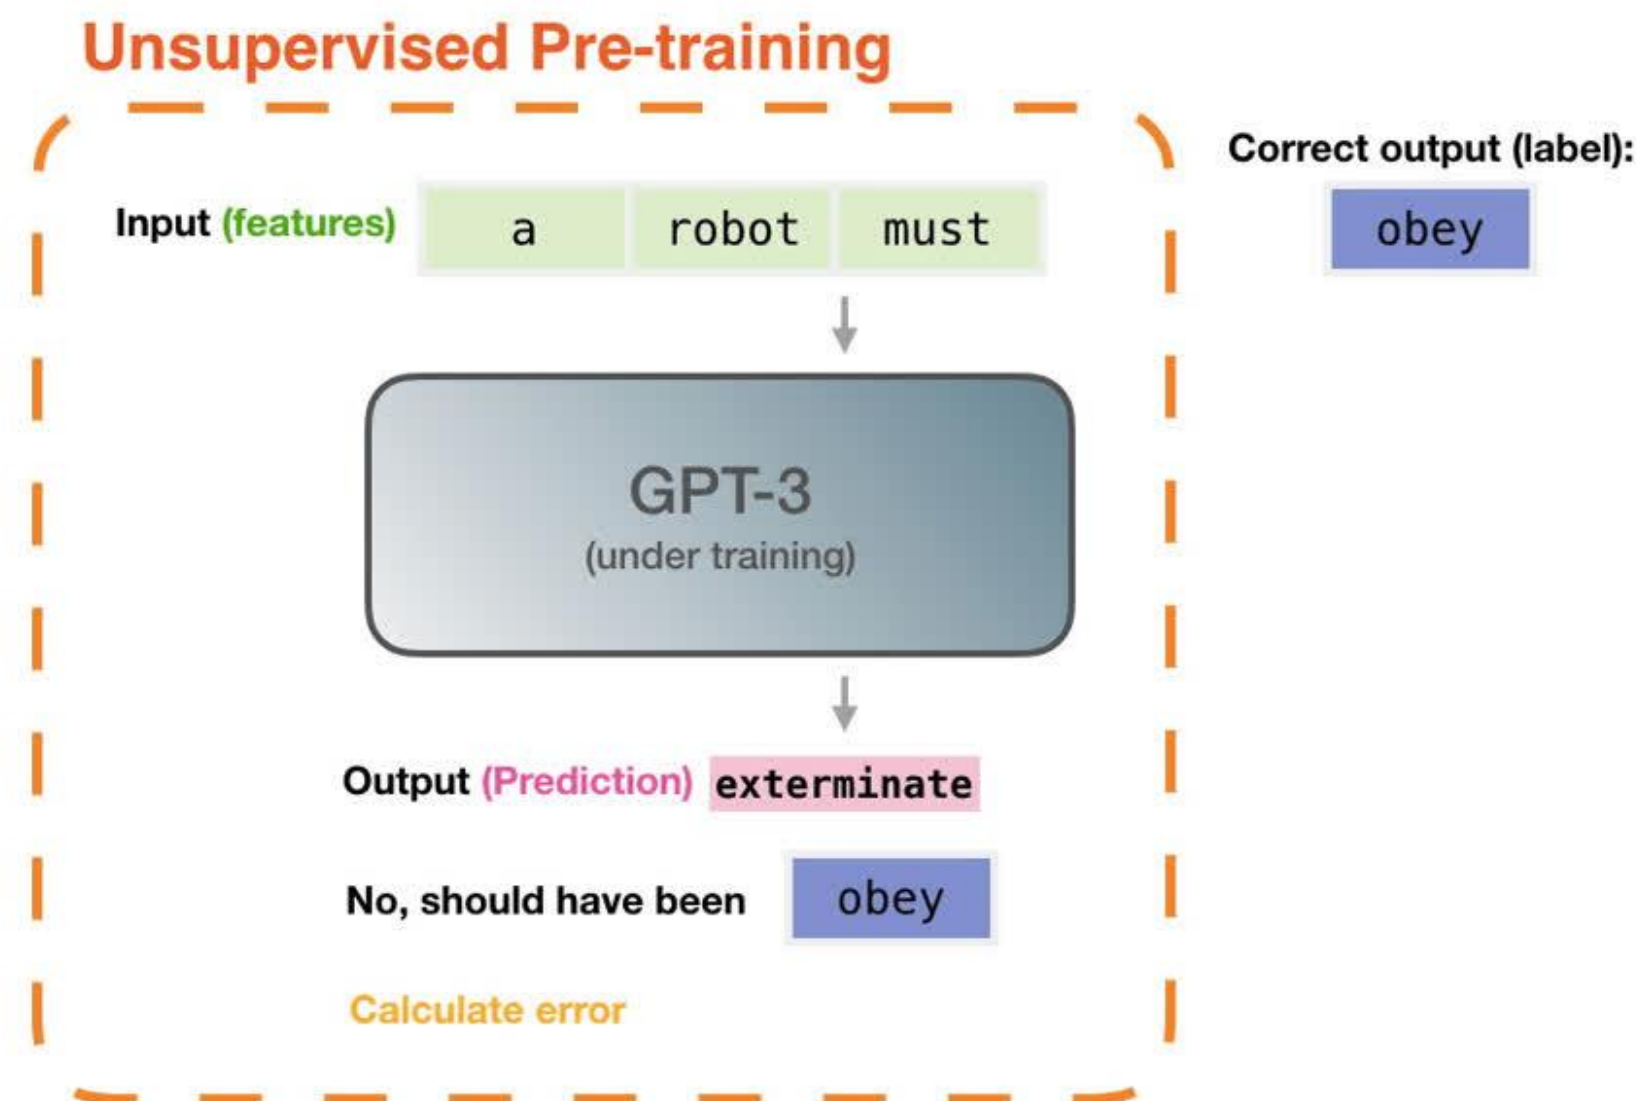 Unsupervised Pre-training
Correct output (label):
Input (features) a robot must
obey
GPT-3
(under training)
Output (Prediction) exterminate
No, should have been obey
Calculate error